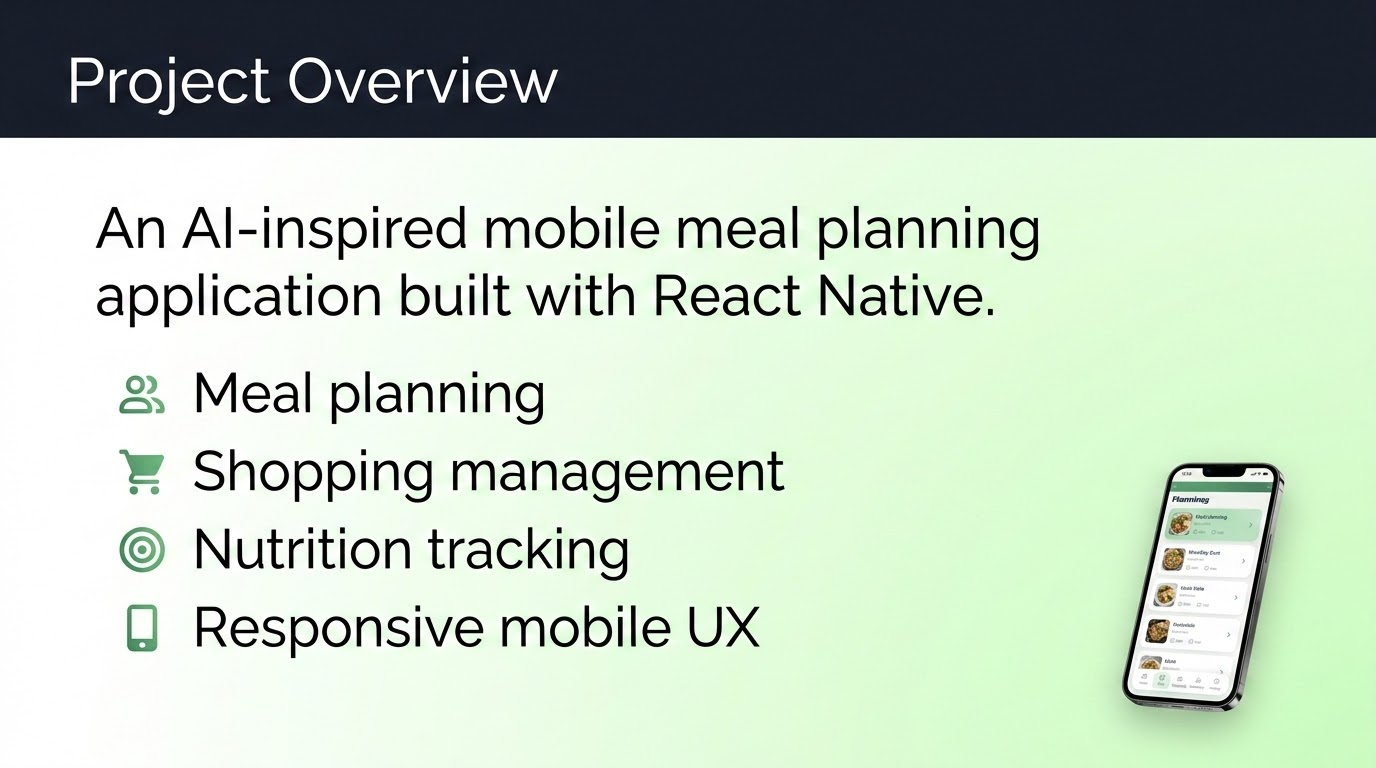 Project Overview
An AI-inspired mobile meal planning
application built with React Native.
Meal planning
Shopping management
Nutrition tracking
Responsive mobile UX